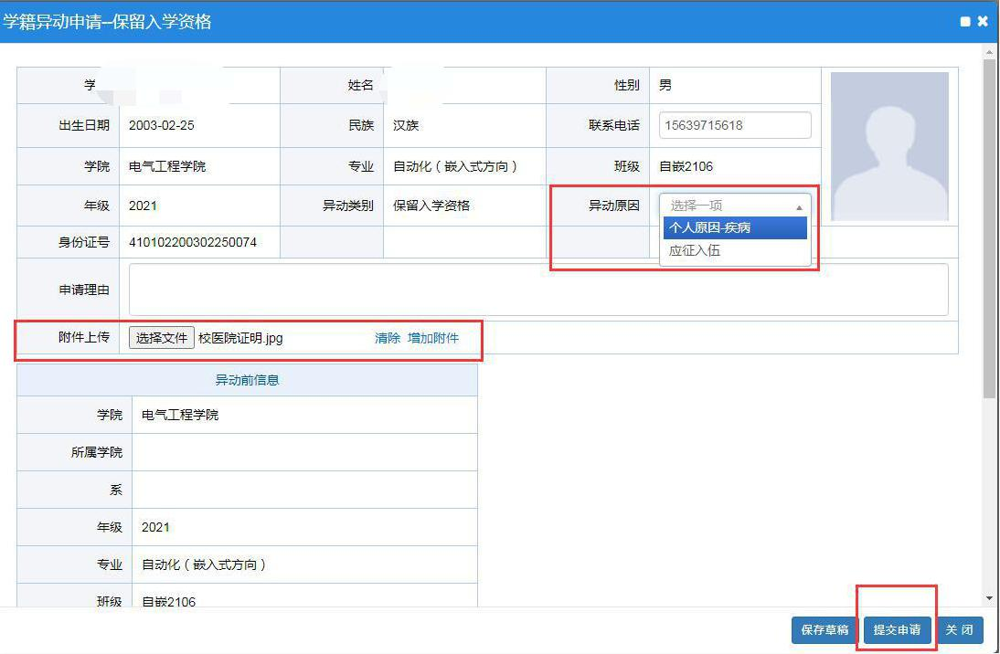 学籍异动申请--保留入学资格
学
姓名
性别 男
出生日期 2003-02-25 民族 汉族 联系电话 15639715618
学院 电气工程学院 专业 自动化（嵌入式方向） 班级 自嵌2106
年级 2021 异动类别 保留入学资格 异动原因 选择一项
个人原因-疾病
身份证号 410102200302250074
应征入伍
申请理由
附件上传 选择文件 校医院证明.jpg 清除 增加附件
异动前信息
学院 电气工程学院
所属学院
系
年级 2021
专业 自动化（嵌入式方向）
班级 自嵌2106
保存草稿 提交申请 关 闭